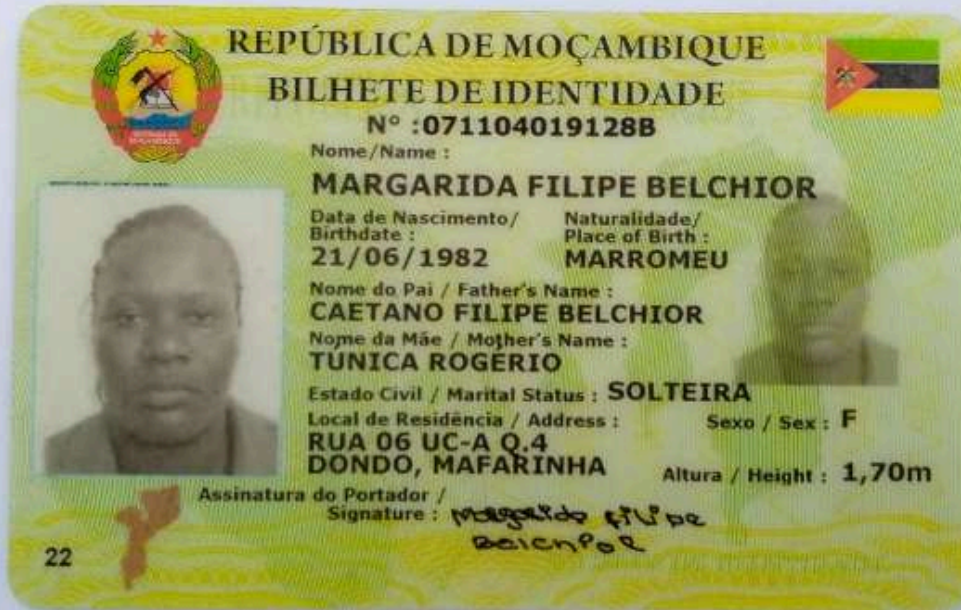 REPÚBLICA DE MOÇAMBIQUE
BILHETE DE IDENTIDADE
Nº :071104019128B
Nome/Name :
MARGARIDA FILIPE BELCHIOR
Data de Nascimento/ Naturalidade/
Birthdate : Place of Birth :
21/06/1982 MARROMEU
Nome do Pai / Father's Name :
CAETANO FILIPE BELCHIOR
Nome da Mãe / Mother's Name :
TUNICA ROGÉRIO
Estado Civil / Marital Status : SOLTEIRA
Local de Residência / Address : Sexo / Sex : F
RUA 06 UC-A Q.4
DONDO, MAFARINHA Altura / Height : 1,70m
Assinatura do Portador /
Signature : Margarida Filipe
22